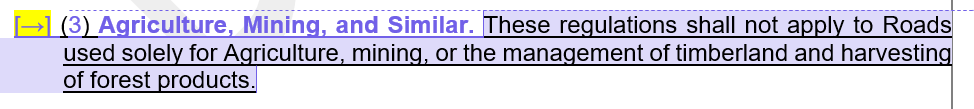 [→] (3) Agriculture, Mining, and Similar. These regulations shall not apply to Roads
used solely for Agriculture, mining, or the management of timberland and harvesting
of forest products.